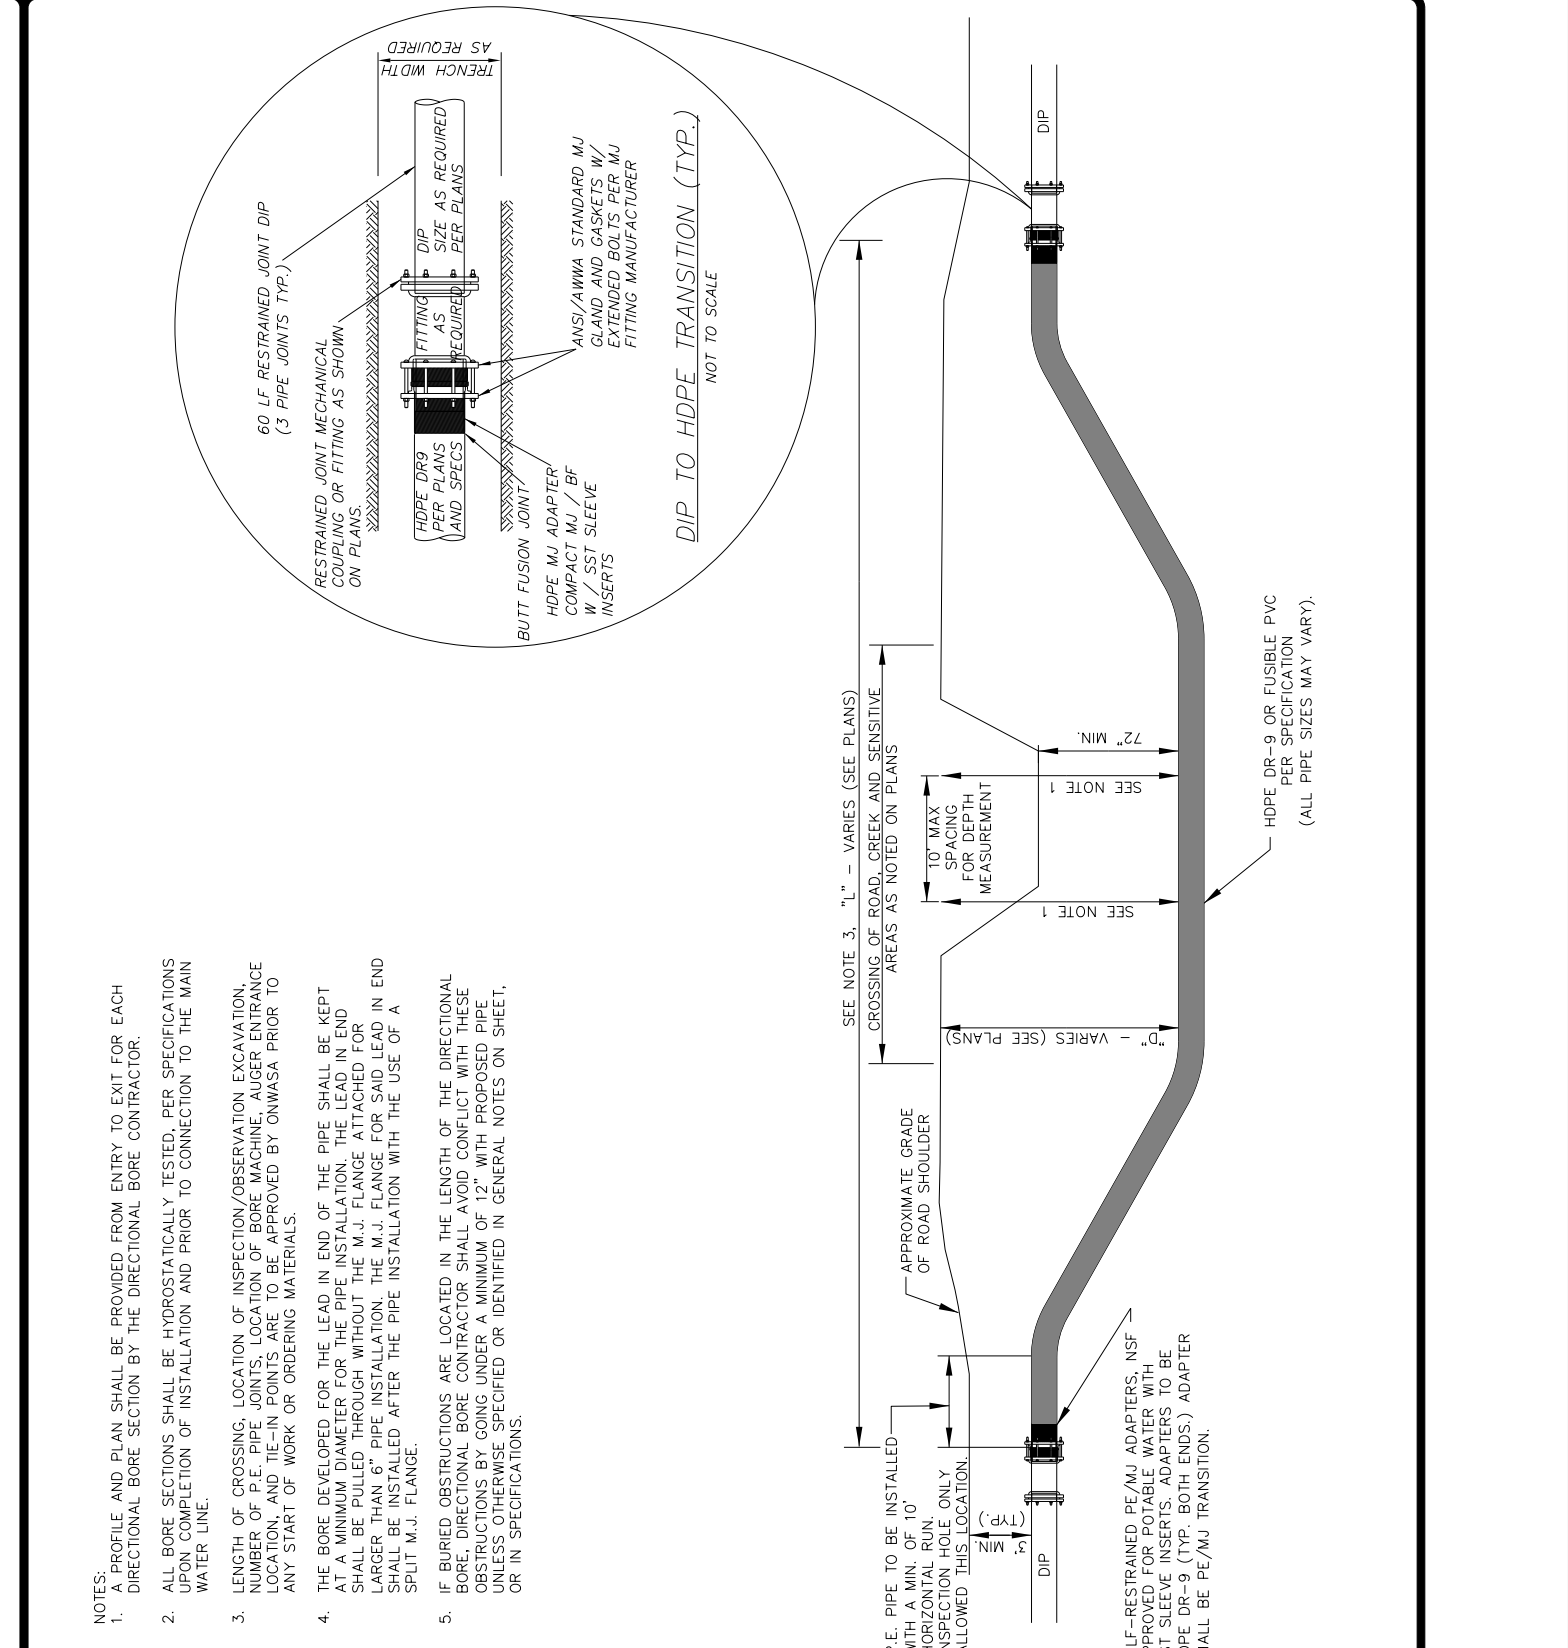 NOTES:
1. A PROFILE AND PLAN SHALL BE PROVIDED FROM ENTRY TO EXIT FOR EACH
DIRECTIONAL BORE SECTION BY THE DIRECTIONAL BORE CONTRACTOR.
2. ALL BORE SECTIONS SHALL BE HYDROSTATICALLY TESTED, PER SPECIFICATIONS
UPON COMPLETION OF INSTALLATION AND PRIOR TO CONNECTION TO THE MAIN
WATER LINE.
3. LENGTH OF CROSSING, LOCATION OF INSPECTION/OBSERVATION EXCAVATION,
NUMBER OF P.E. PIPE JOINTS, LOCATION OF BORE MACHINE, AUGER ENTRANCE
LOCATION, AND TIE-IN POINTS ARE TO BE APPROVED BY ONWASA PRIOR TO
ANY START OF WORK OR ORDERING MATERIALS.
4. THE BORE DEVELOPED FOR THE LEAD IN END OF THE PIPE SHALL BE KEPT
AT A MINIMUM DIAMETER FOR THE PIPE INSTALLATION. THE LEAD IN END
SHALL BE PULLED THROUGH WITHOUT THE M.J. FLANGE ATTACHED FOR
LARGER THAN 6" PIPE INSTALLATION. THE M.J. FLANGE FOR SAID LEAD IN END
SHALL BE INSTALLED AFTER THE PIPE INSTALLATION WITH THE USE OF A
SPLIT M.J. FLANGE.
5. IF BURIED OBSTRUCTIONS ARE LOCATED IN THE LENGTH OF THE DIRECTIONAL
BORE, DIRECTIONAL BORE CONTRACTOR SHALL AVOID CONFLICT WITH THESE
OBSTRUCTIONS BY GOING UNDER A MINIMUM OF 12" WITH PROPOSED PIPE
UNLESS OTHERWISE SPECIFIED OR IDENTIFIED IN GENERAL NOTES ON SHEET,
OR IN SPECIFICATIONS.
60 LF RESTRAINED JOINT DIP
(3 PIPE JOINTS TYP.)
RESTRAINED JOINT MECHANICAL
COUPLING OR FITTING AS SHOWN
ON PLANS.
TRENCH WIDTH
AS REQUIRED
HDPE DR9
PER PLANS
AND SPECS
FITTING
AS
REQUIRED
DIP
SIZE AS REQUIRED
PER PLANS
BUTT FUSION JOINT
HDPE MJ ADAPTER
COMPACT MJ / BF
W / SST SLEEVE
INSERTS
ANSI/AWWA STANDARD MJ
GLAND AND GASKETS W/
EXTENDED BOLTS PER MJ
FITTING MANUFACTURER
DIP TO HDPE TRANSITION (TYP.)
NOT TO SCALE
SEE NOTE 3, "L" - VARIES (SEE PLANS)
CROSSING OF ROAD, CREEK AND SENSITIVE
AREAS AS NOTED ON PLANS
10' MAX
SPACING
FOR DEPTH
MEASUREMENT
APPROXIMATE GRADE
OF ROAD SHOULDER
"D" - VARIES (SEE PLANS)
SEE NOTE 1
SEE NOTE 1
72" MIN.
.E. PIPE TO BE INSTALLED
WITH A MIN. OF 10'
HORIZONTAL RUN.
NSPECTION HOLE ONLY
ALLOWED THIS LOCATION.
3' MIN.
(TYP.)
DIP
DIP
LF-RESTRAINED PE/MJ ADAPTERS, NSF
PPROVED FOR POTABLE WATER WITH
ST SLEEVE INSERTS. ADAPTERS TO BE
DPE DR-9 (TYP. BOTH ENDS.) ADAPTER
HALL BE PE/MJ TRANSITION.
HDPE DR-9 OR FUSIBLE PVC
PER SPECIFICATION
(ALL PIPE SIZES MAY VARY).